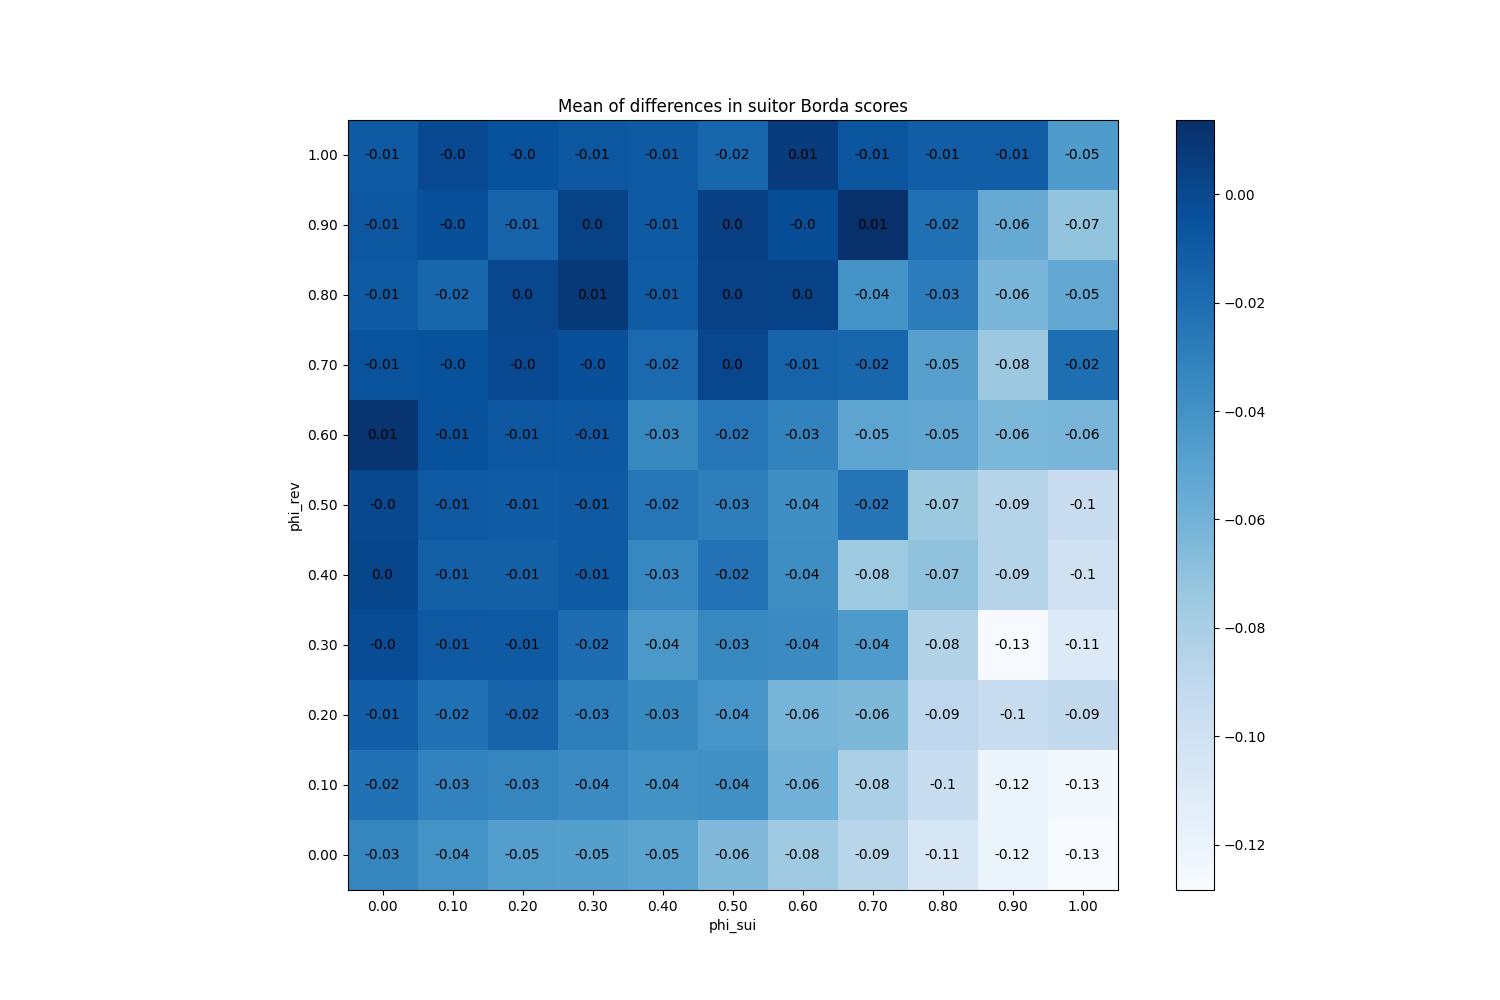 Mean of differences in suitor Borda scores
1.00 -0.01 -0.0 -0.0 -0.01 -0.01 -0.02 0.01 -0.01 -0.01 -0.01 -0.05
0.90 -0.01 -0.0 -0.01 0.0 -0.01 0.0 -0.0 0.01 -0.02 -0.06 -0.07
0.80 -0.01 -0.02 0.0 0.01 -0.01 0.0 0.0 -0.04 -0.03 -0.06 -0.05
0.70 -0.01 -0.0 -0.0 -0.0 -0.02 0.0 -0.01 -0.02 -0.05 -0.08 -0.02
0.60 0.01 -0.01 -0.01 -0.01 -0.03 -0.02 -0.03 -0.05 -0.05 -0.06 -0.06
0.50 -0.0 -0.01 -0.01 -0.01 -0.02 -0.03 -0.04 -0.02 -0.07 -0.09 -0.1
0.40 0.0 -0.01 -0.01 -0.01 -0.03 -0.02 -0.04 -0.08 -0.07 -0.09 -0.1
0.30 -0.0 -0.01 -0.01 -0.02 -0.04 -0.03 -0.04 -0.04 -0.08 -0.13 -0.11
0.20 -0.01 -0.02 -0.02 -0.03 -0.03 -0.04 -0.06 -0.06 -0.09 -0.1 -0.09
0.10 -0.02 -0.03 -0.03 -0.04 -0.04 -0.04 -0.06 -0.08 -0.1 -0.12 -0.13
0.00 -0.03 -0.04 -0.05 -0.05 -0.05 -0.06 -0.08 -0.09 -0.11 -0.12 -0.13
0.00 0.10 0.20 0.30 0.40 0.50 0.60 0.70 0.80 0.90 1.00
phi_sui
phi_rev
0.00
−0.02
−0.04
−0.06
−0.08
−0.10
−0.12